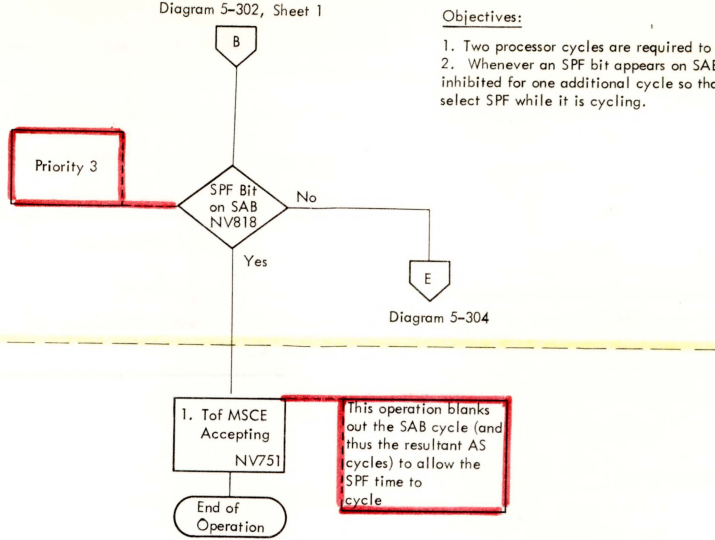 Diagram 5-302, Sheet 1
B
Objectives:
1. Two processor cycles are required to
2. Whenever an SPF bit appears on SAB
inhibited for one additional cycle so tha
select SPF while it is cycling.
Priority 3
SPF Bit
on SAB
NV818
No
Yes
E
Diagram 5-304
1. Tof MSCE
Accepting
NV751
This operation blanks
out the SAB cycle (and
thus the resultant AS
cycles) to allow the
SPF time to
cycle
End of
Operation